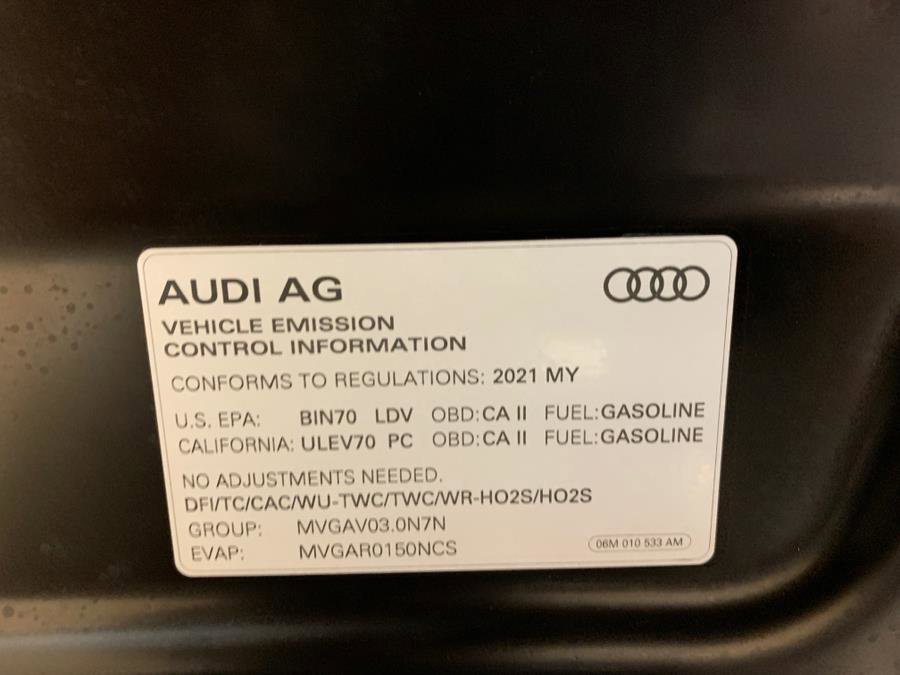 AUDI AG
VEHICLE EMISSION
CONTROL INFORMATION
CONFORMS TO REGULATIONS: 2021 MY
U.S. EPA: BIN70 LDV OBD:CA II FUEL:GASOLINE
CALIFORNIA: ULEV70 PC OBD:CA II FUEL:GASOLINE
NO ADJUSTMENTS NEEDED.
DFI/TC/CAC/WU-TWC/TWC/WR-HO2S/HO2S
GROUP: MVGAV03.0N7N
EVAP: MVGAR0150NCS
06M 010 533 AM